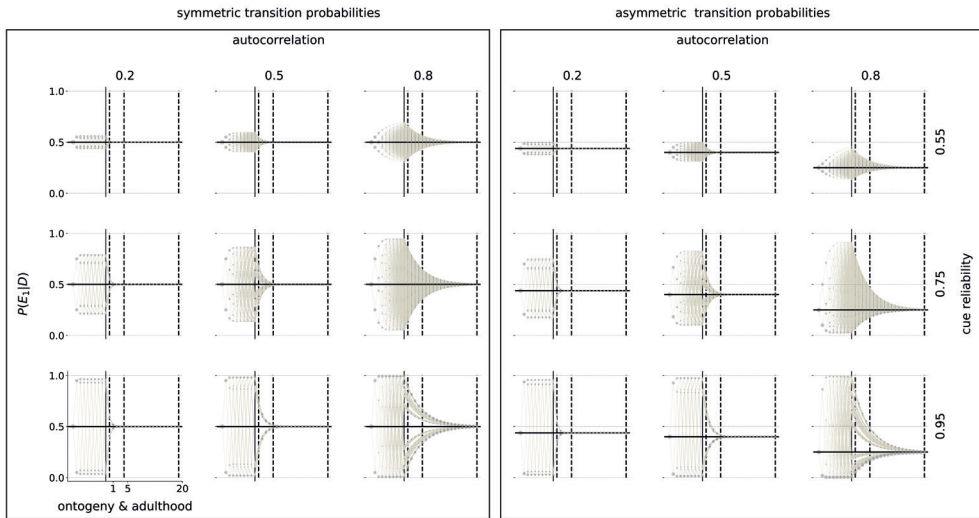 symmetric transition probabilities
asymmetric transition probabilities
autocorrelation
autocorrelation
0.2 0.5 0.8
0.2 0.5 0.8
1.0
0.5
0.0
0.55
1.0
0.5
0.0
0.75
1.0
0.5
0.0
0.95
P(E₁|D)
cue reliability
1 5 20
ontogeny & adulthood